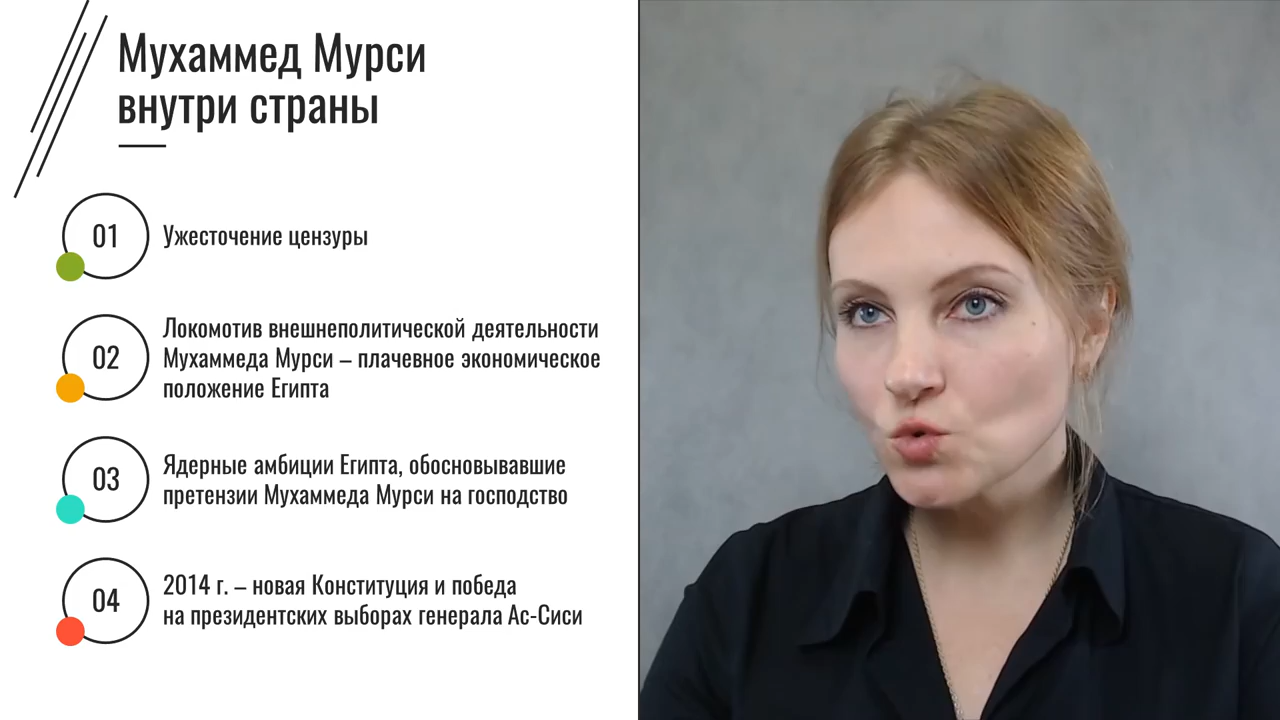 Мухаммед Мурси
внутри страны
01
Ужесточение цензуры
02
Локомотив внешнеполитической деятельности
Мухаммеда Мурси – плачевное экономическое
положение Египта
03
Ядерные амбиции Египта, обосновывавшие
претензии Мухаммеда Мурси на господство
04
2014 г. – новая Конституция и победа
на президентских выборах генерала Ас-Сиси